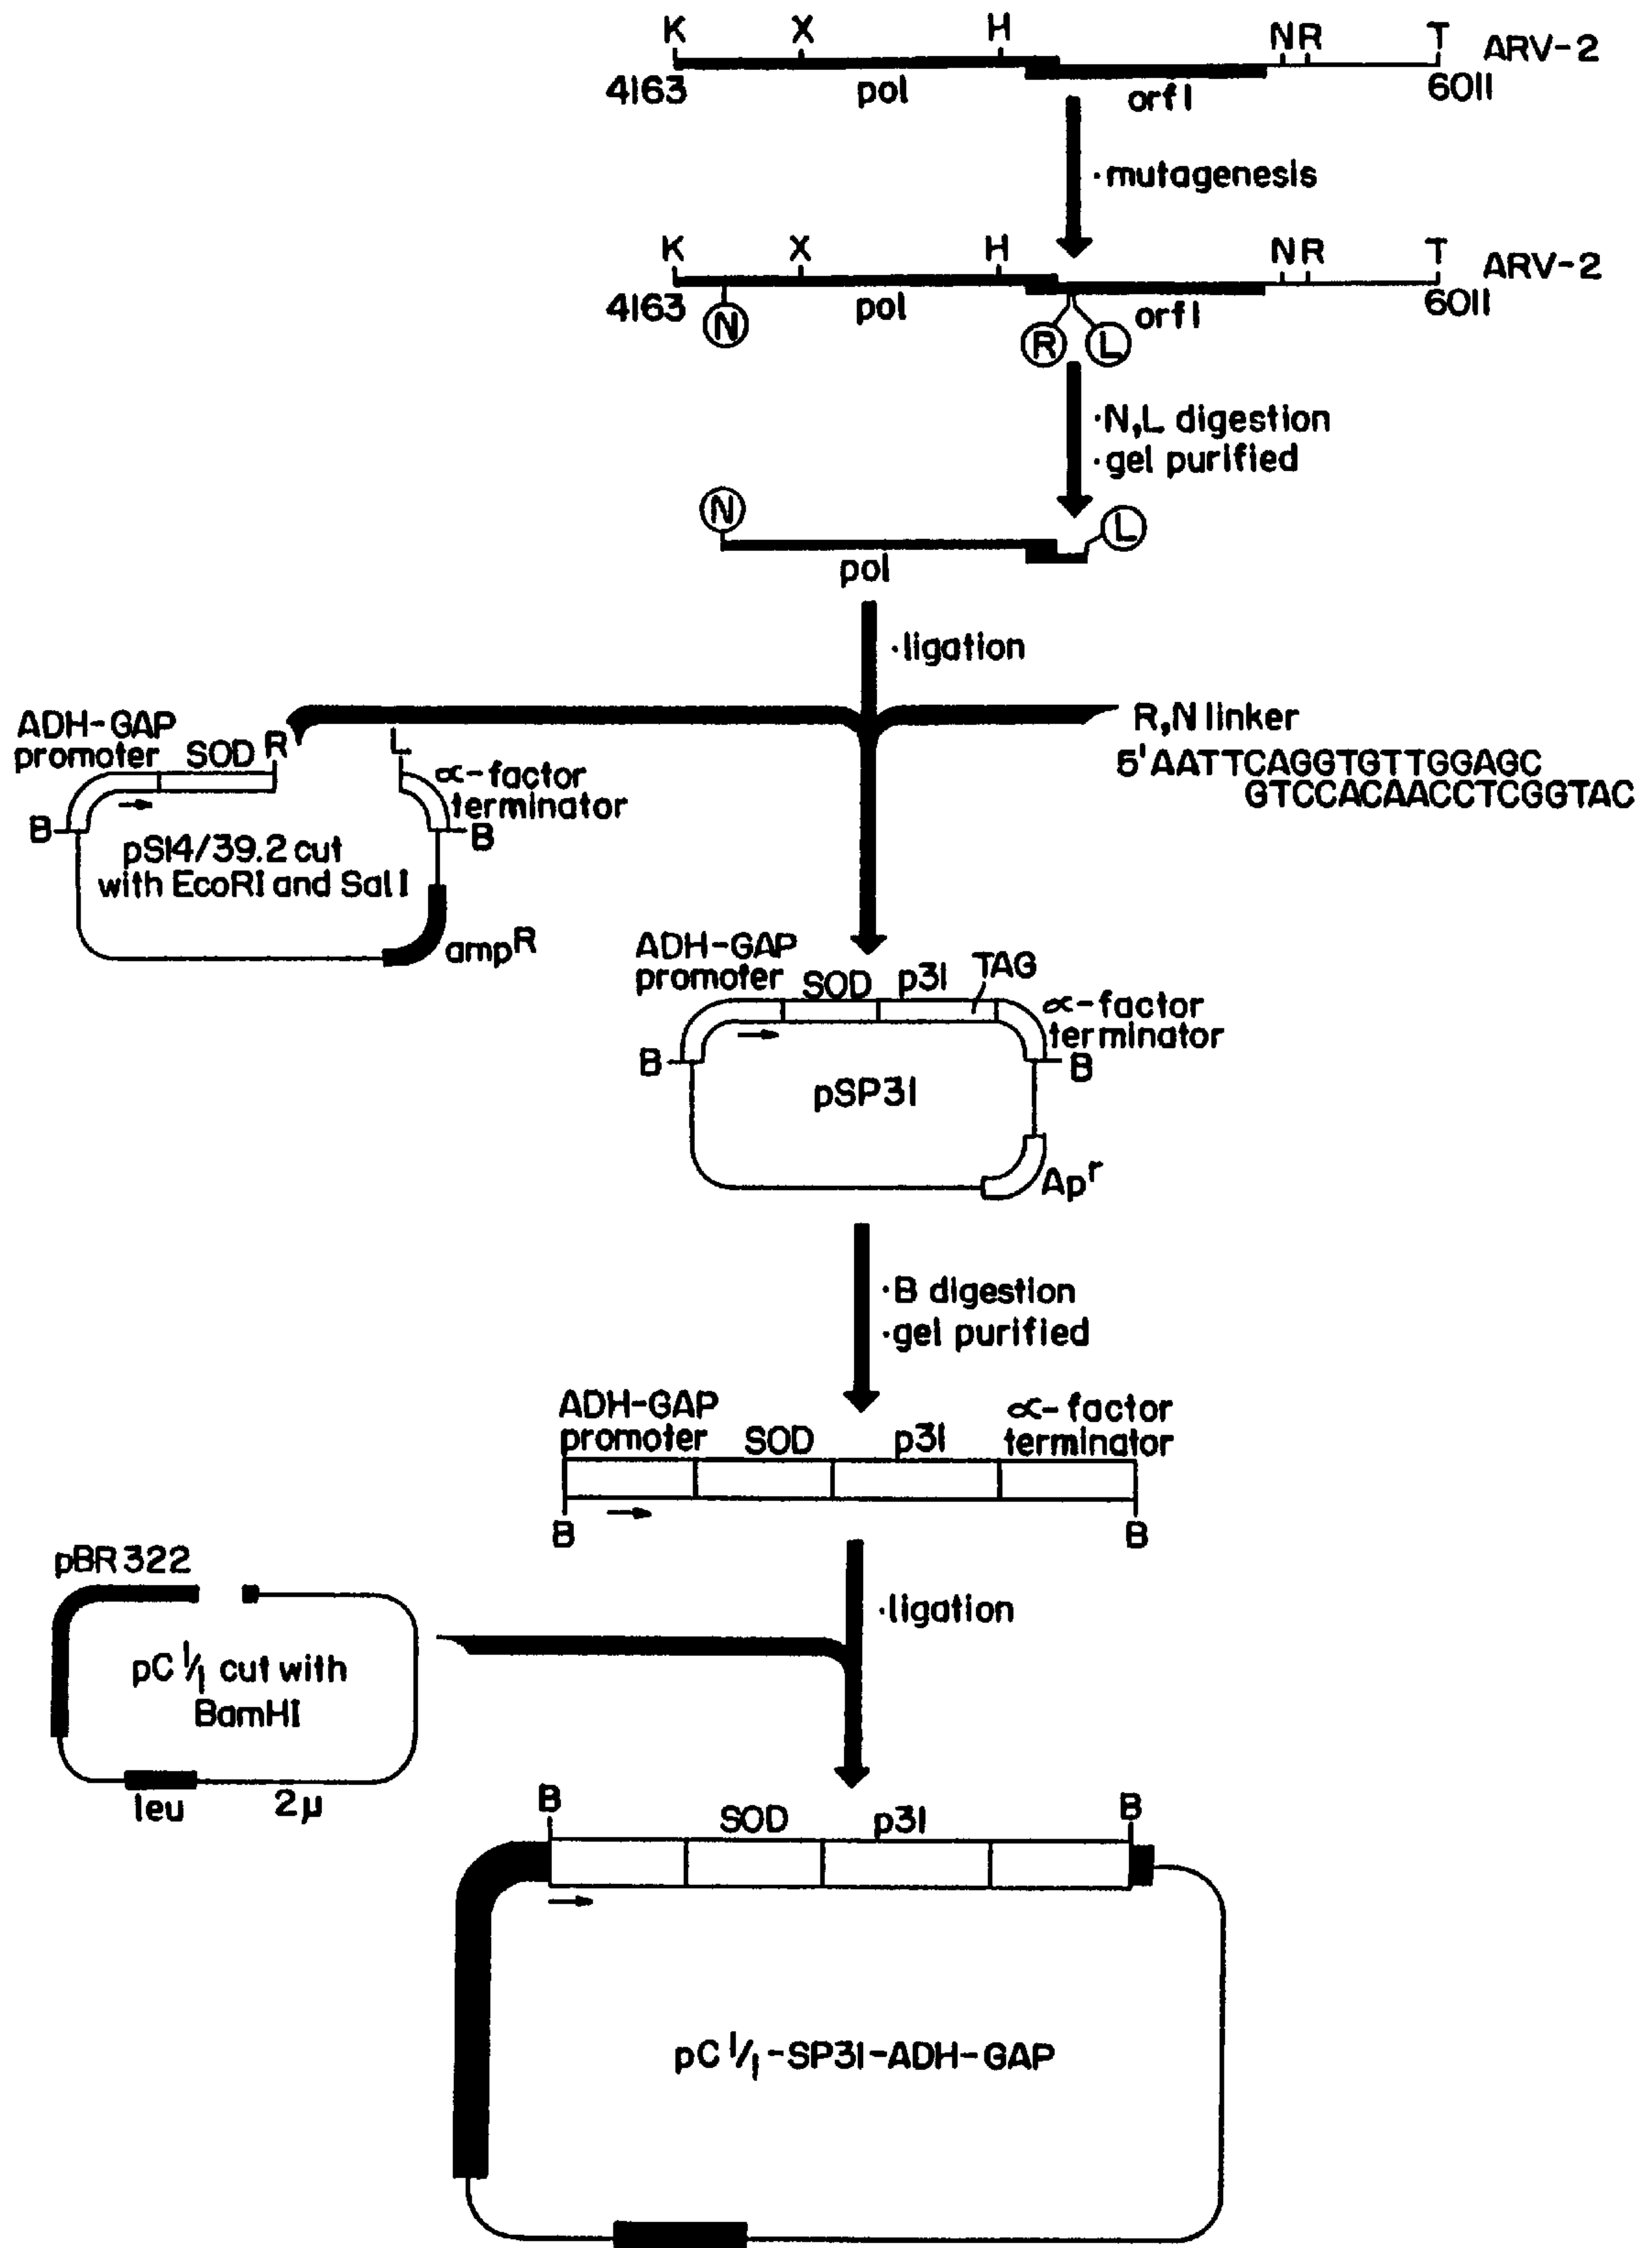 K X H NR T ARV-2
4163 pol orf1 6011
·mutagenesis
K X H NR T ARV-2
4163 N pol R L orf1 6011
·N,L digestion
·gel purified
N L
pol
·ligation
R,N linker
5'AATTCAGGTGTTGGAGC
GTCCACAACCTCGGTAC
ADH-GAP
promoter SOD R L
α-factor
terminator
B B
pS14/39.2 cut
with EcoRI and Sal I
ampR
ADH-GAP
promoter SOD p31 TAG
α-factor
terminator
B B
pSP31
Apr
·B digestion
·gel purified
ADH-GAP
promoter SOD p31 α-factor
terminator
B B
pBR322
·ligation
pC 1/1 cut with
BamHI
leu 2μ
B SOD p31 B
pC 1/1-SP31-ADH-GAP